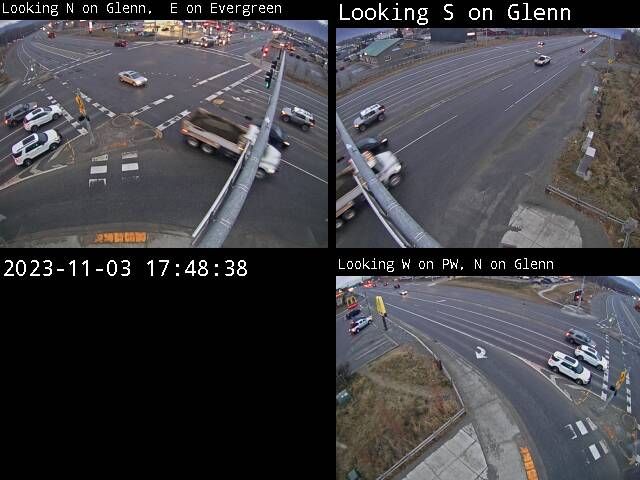 Looking N on Glenn,  E on Evergreen
Looking S on Glenn
2023-11-03 17:48:38
Looking W on PW, N on Glenn